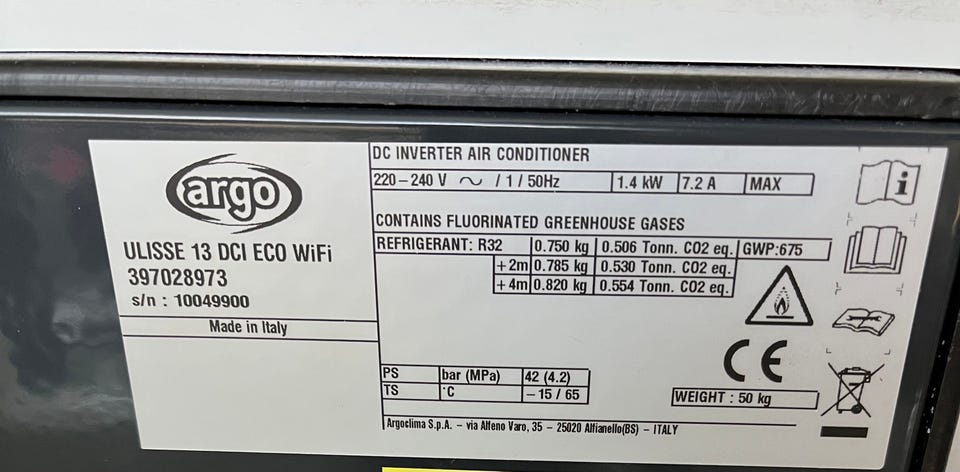 argo
ULISSE 13 DCI ECO WiFi
397028973
s/n : 10049900
Made in Italy
DC INVERTER AIR CONDITIONER
220 – 240 V ~ / 1 / 50Hz 1.4 kW 7.2 A MAX
CONTAINS FLUORINATED GREENHOUSE GASES
REFRIGERANT: R32 0.750 kg 0.506 Tonn. CO2 eq. GWP:675
+2m 0.785 kg 0.530 Tonn. CO2 eq.
+4m 0.820 kg 0.554 Tonn. CO2 eq.
CE
PS bar (MPa) 42 (4.2)
TS °C – 15 / 65
WEIGHT : 50 kg
Argoclima S.p.A. – via Alfeno Varo, 35 – 25020 Alfianello(BS) – ITALY